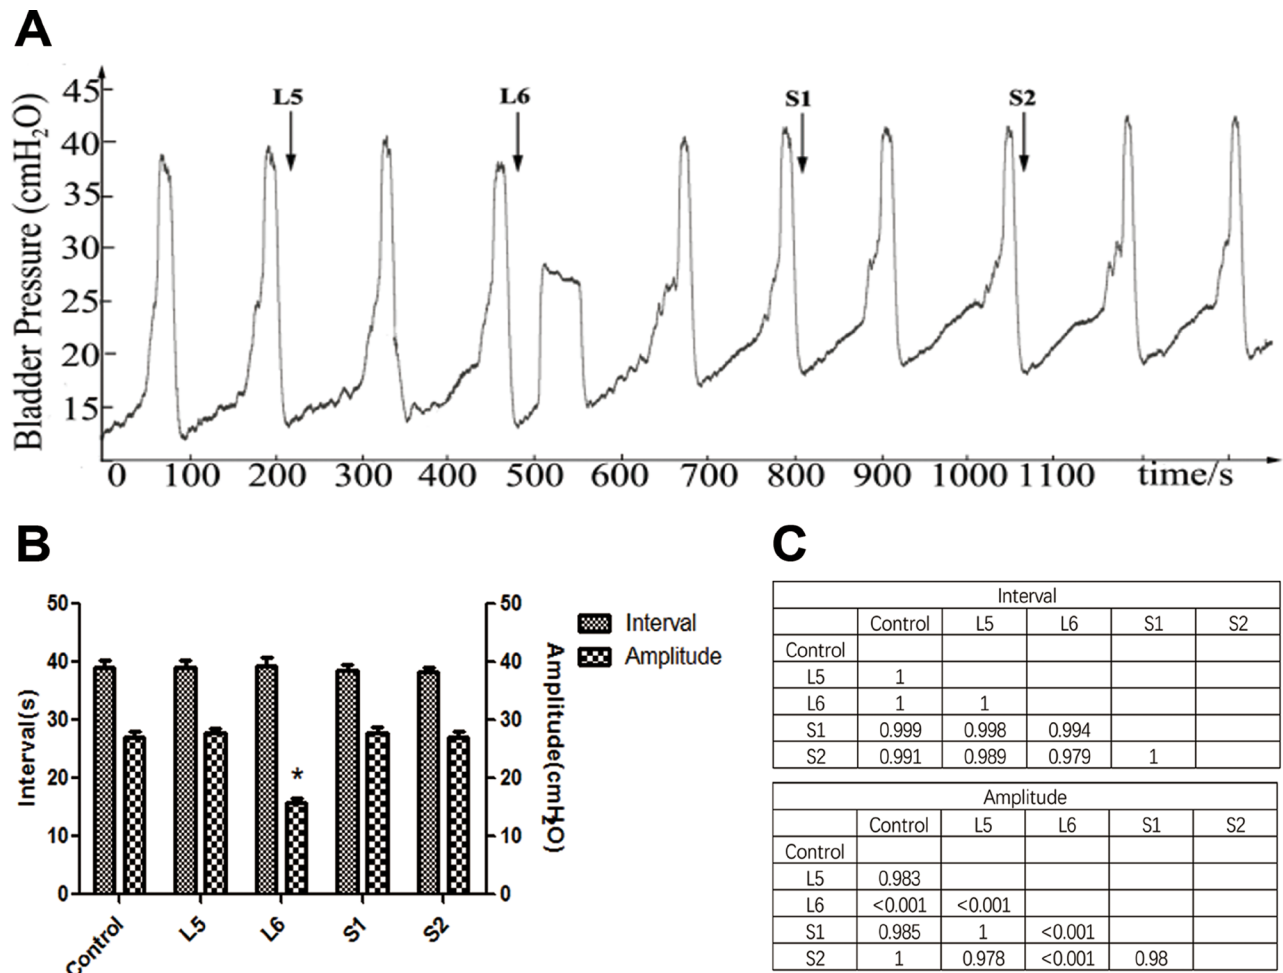 A
L5 L6 S1 S2
Bladder Pressure (cmH₂O)
45
40
35
30
25
20
15
0 100 200 300 400 500 600 700 800 900 1000 1100 time/s
B
Interval(s)
50
40
30
20
10
0
*
50
40
30
20
10
0
Amplitude(cmH2O)
Interval
Amplitude
Control L5 L6 S1 S2
C
Interval
Control L5 L6 S1 S2
Control
L5 1
L6 1 1
S1 0.999 0.998 0.994
S2 0.991 0.989 0.979 1
Amplitude
Control L5 L6 S1 S2
Control
L5 0.983
L6 <0.001 <0.001
S1 0.985 1 <0.001
S2 1 0.978 <0.001 0.98